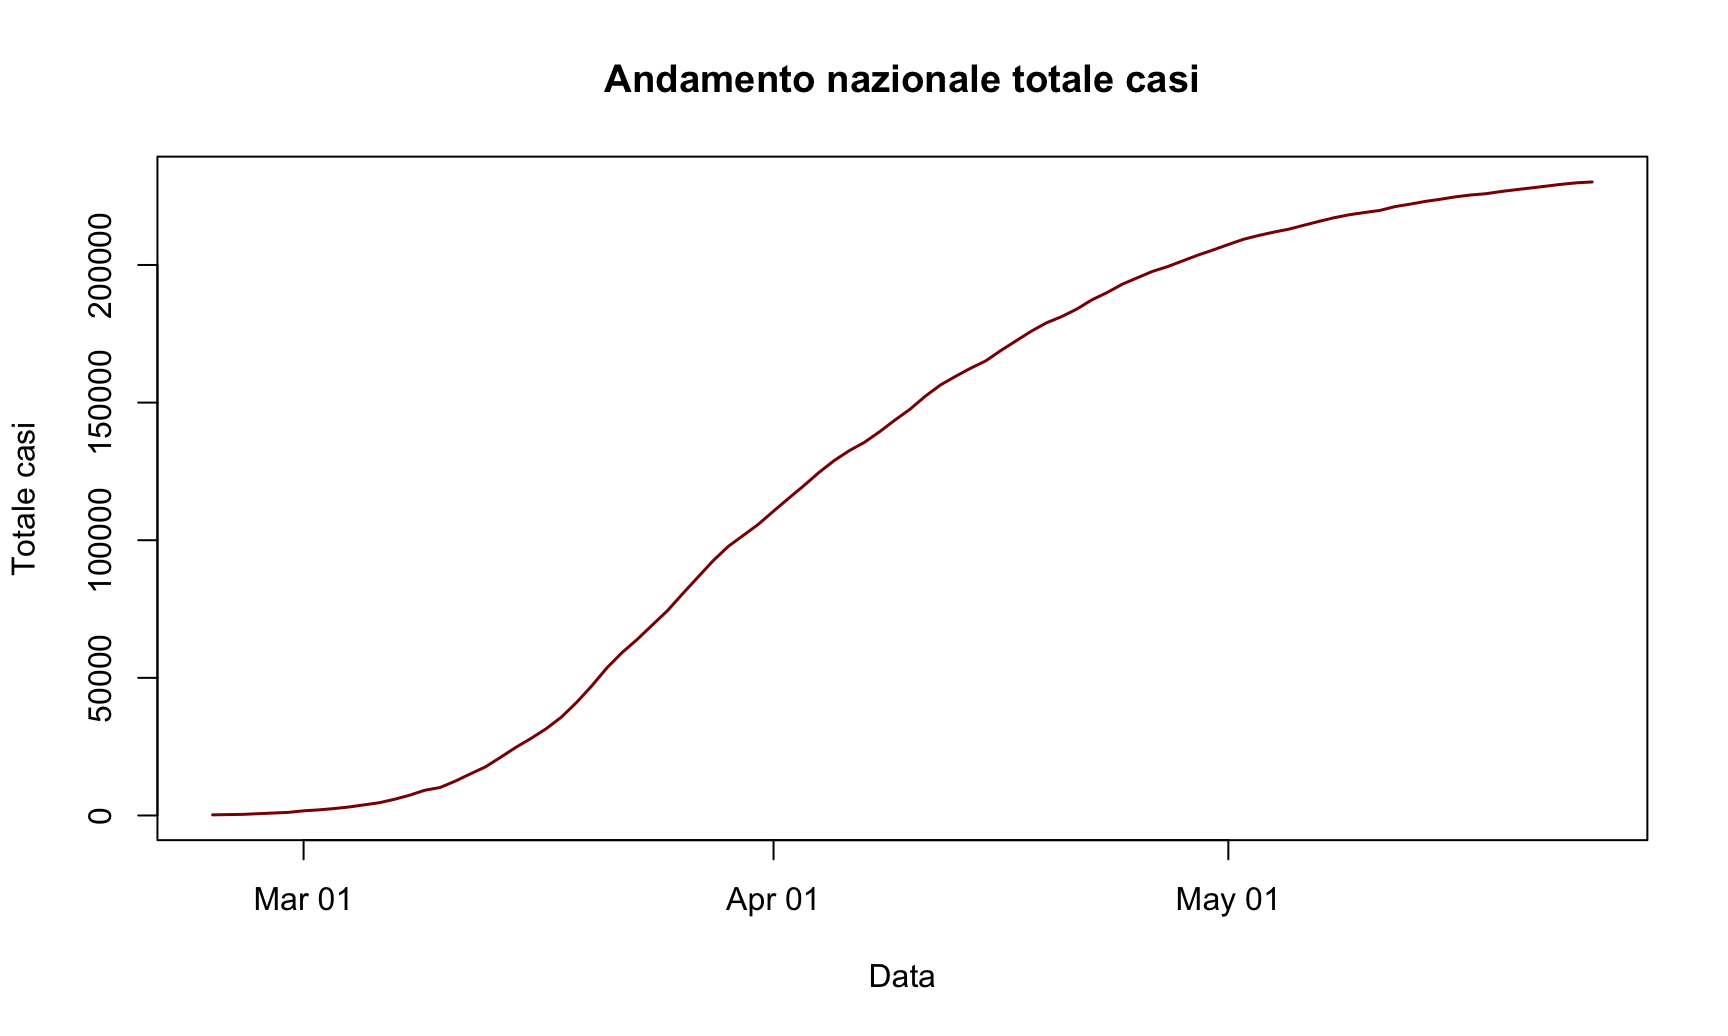 Andamento nazionale totale casi
Totale casi
200000
150000
100000
50000
0
Mar 01
Apr 01
May 01
Data